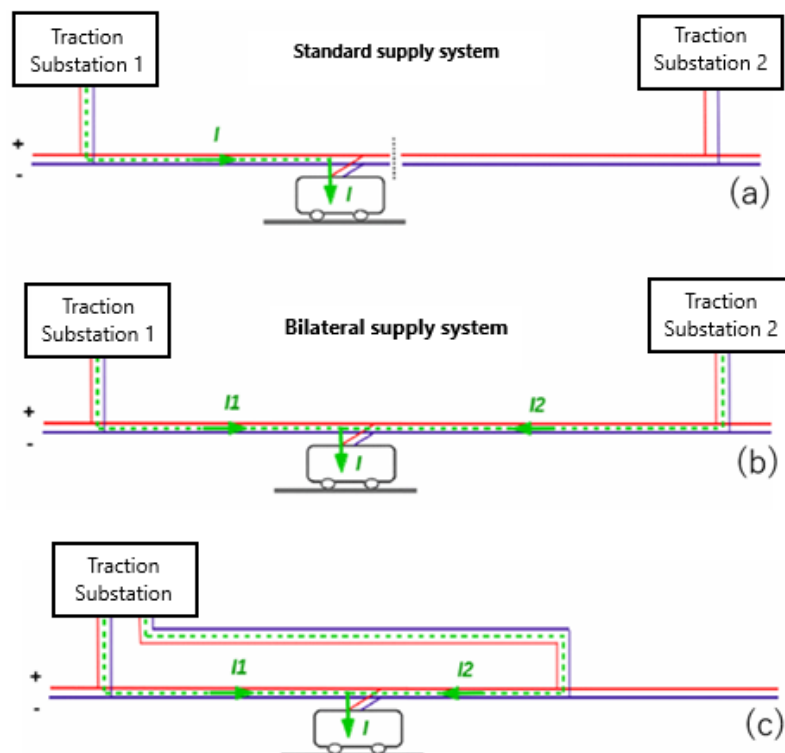 Traction
Substation 1
Standard supply system
Traction
Substation 2
I
+
-
I
(a)
Traction
Substation 1
Bilateral supply system
Traction
Substation 2
I1
I2
+
-
I
(b)
Traction
Substation
I1
I2
+
-
I
(c)